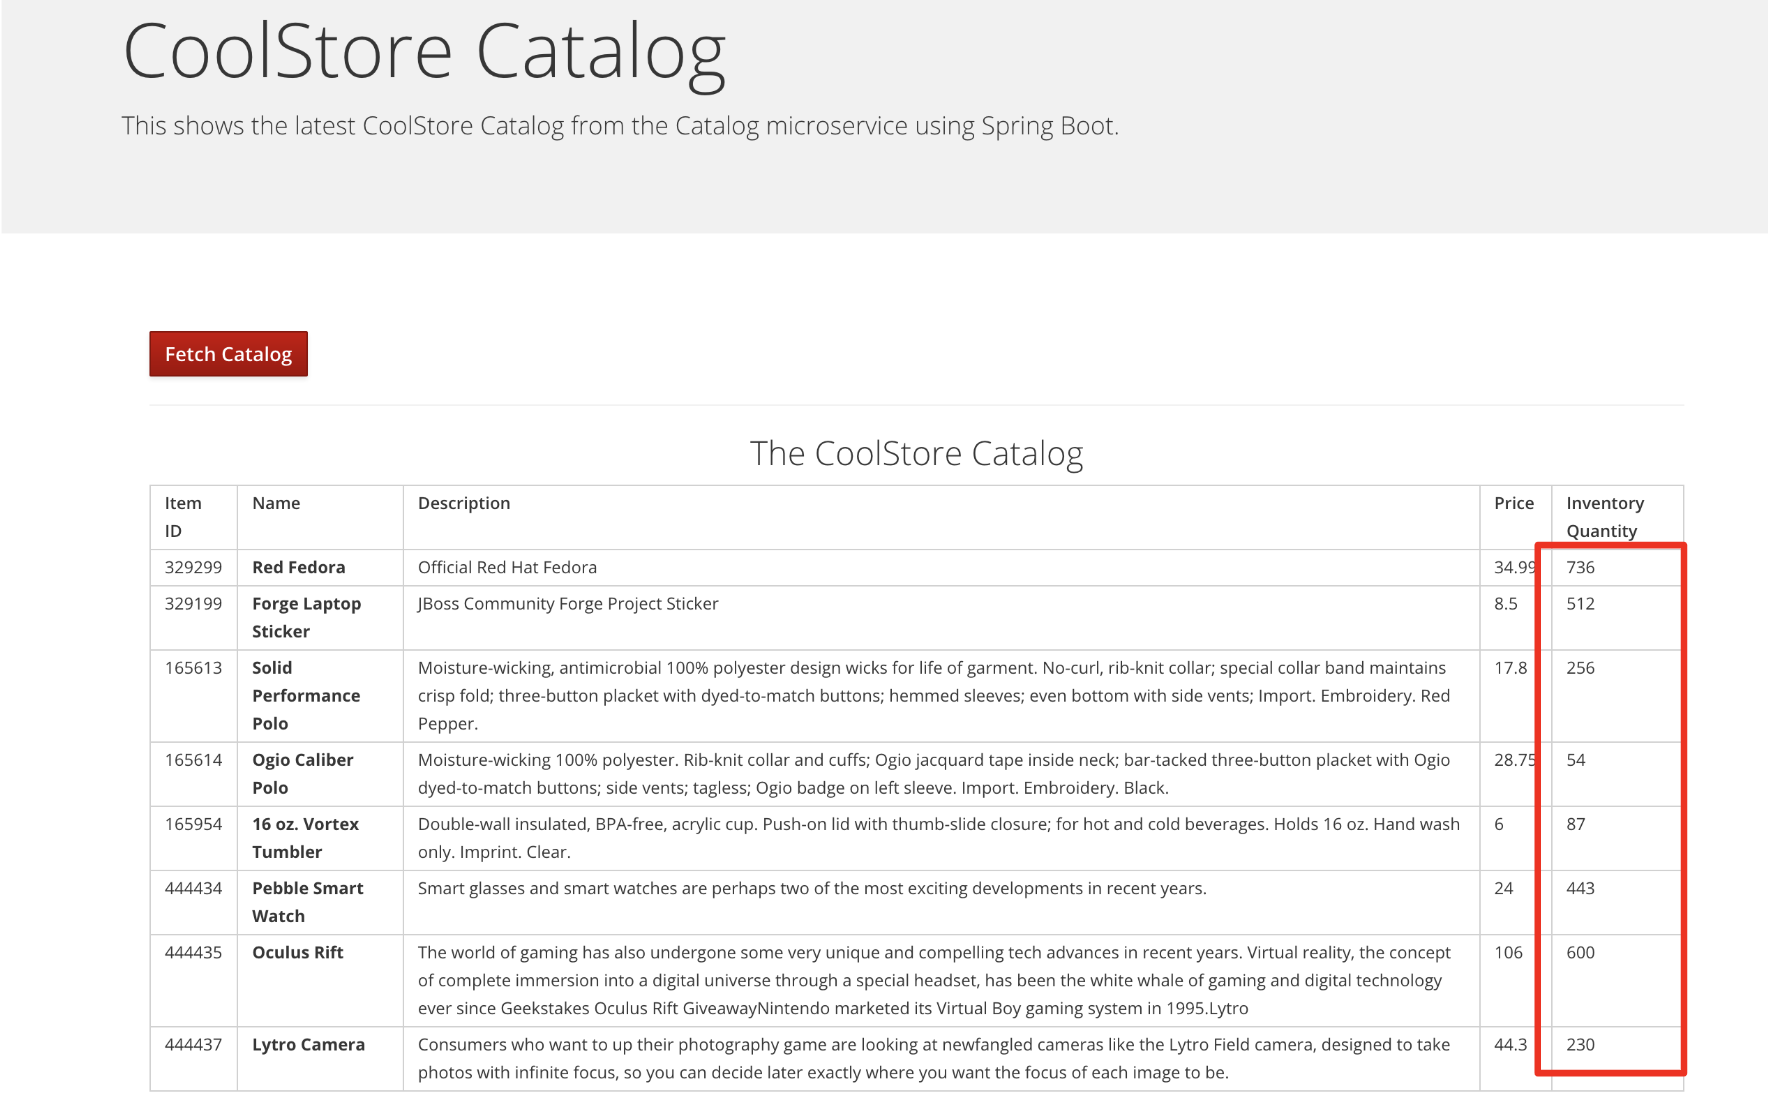 CoolStore Catalog
This shows the latest CoolStore Catalog from the Catalog microservice using Spring Boot.
Fetch Catalog
The CoolStore Catalog
Item ID Name Description Price Inventory Quantity
329299 Red Fedora Official Red Hat Fedora 34.99 736
329199 Forge Laptop Sticker JBoss Community Forge Project Sticker 8.5 512
165613 Solid Performance Polo Moisture-wicking, antimicrobial 100% polyester design wicks for life of garment. No-curl, rib-knit collar; special collar band maintains
crisp fold; three-button placket with dyed-to-match buttons; hemmed sleeves; even bottom with side vents; Import. Embroidery. Red
Pepper. 17.8 256
165614 Ogio Caliber Polo Moisture-wicking 100% polyester. Rib-knit collar and cuffs; Ogio jacquard tape inside neck; bar-tacked three-button placket with Ogio
dyed-to-match buttons; side vents; tagless; Ogio badge on left sleeve. Import. Embroidery. Black. 28.75 54
165954 16 oz. Vortex Tumbler Double-wall insulated, BPA-free, acrylic cup. Push-on lid with thumb-slide closure; for hot and cold beverages. Holds 16 oz. Hand wash
only. Imprint. Clear. 6 87
444434 Pebble Smart Watch Smart glasses and smart watches are perhaps two of the most exciting developments in recent years. 24 443
444435 Oculus Rift The world of gaming has also undergone some very unique and compelling tech advances in recent years. Virtual reality, the concept
of complete immersion into a digital universe through a special headset, has been the white whale of gaming and digital technology
ever since Geekstakes Oculus Rift GiveawayNintendo marketed its Virtual Boy gaming system in 1995.Lytro 106 600
444437 Lytro Camera Consumers who want to up their photography game are looking at newfangled cameras like the Lytro Field camera, designed to take
photos with infinite focus, so you can decide later exactly where you want the focus of each image to be. 44.3 230